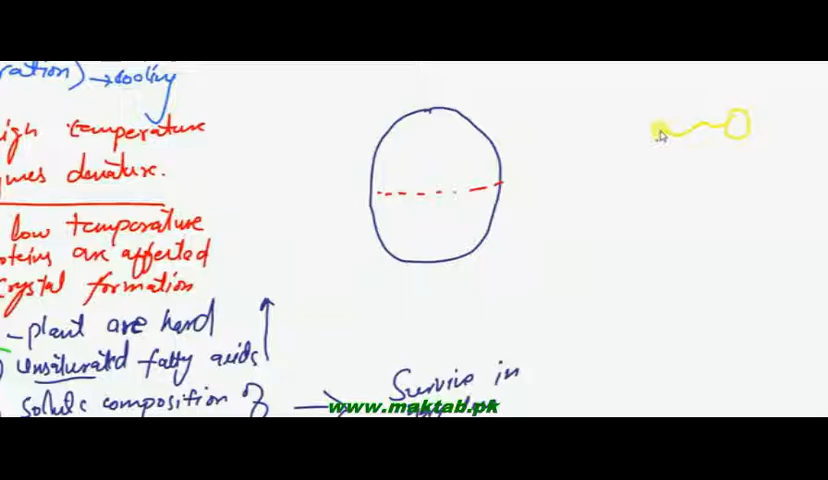 ration) → cooling
igh temperature
ymes denature.
low temperature
oteins are affected
Crystal formation
- plant are hard
) unsaturated fatty acids
solute composition of →
Survive in
www.maktab.pk